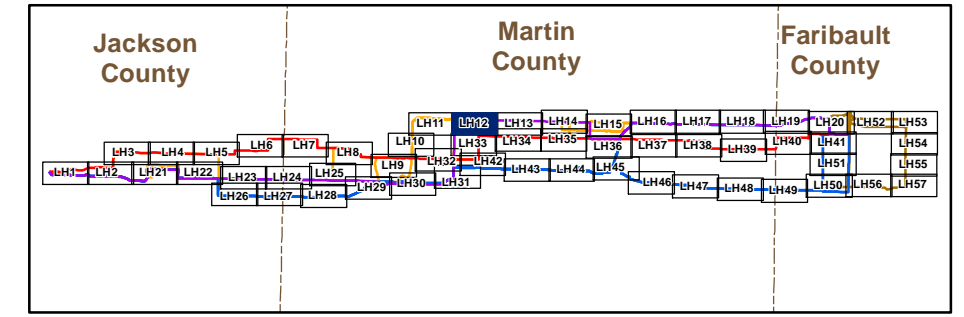 Jackson
County
Martin
County
Faribault
County
LH11 LH12 LH13 LH14 LH15 LH16 LH17 LH18 LH19 LH20 LH52 LH53
LH3 LH4 LH5 LH6 LH7 LH8 LH10 LH33 LH34 LH35 LH36 LH37 LH38 LH39 LH40 LH41 LH54
LH1 LH2 LH21 LH22 LH23 LH24 LH25 LH9 LH32 LH42 LH43 LH44 LH45 LH51 LH55
LH26 LH27 LH28 LH29 LH30 LH31 LH46 LH47 LH48 LH49 LH50 LH56 LH57